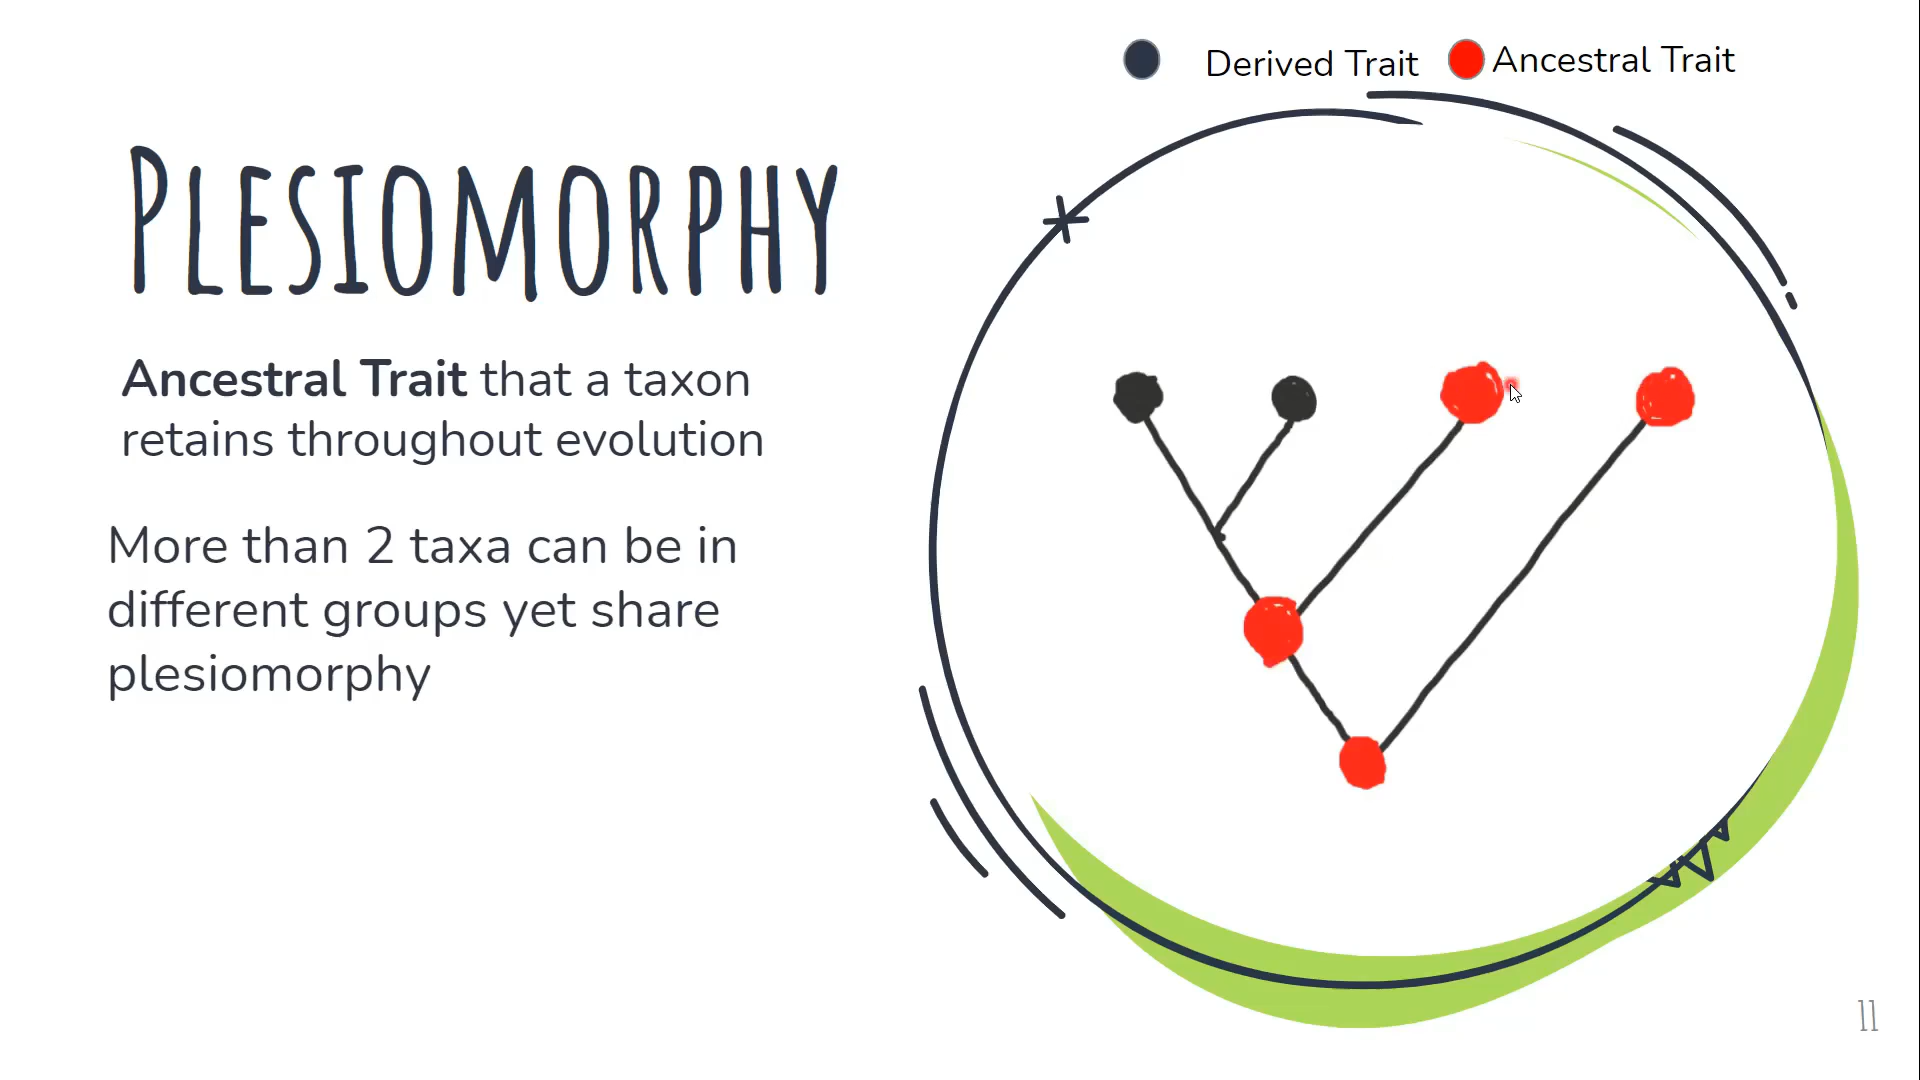 Derived Trait
Ancestral Trait
PLESIOMORPHY
Ancestral Trait that a taxon
retains throughout evolution
More than 2 taxa can be in
different groups yet share
plesiomorphy
11